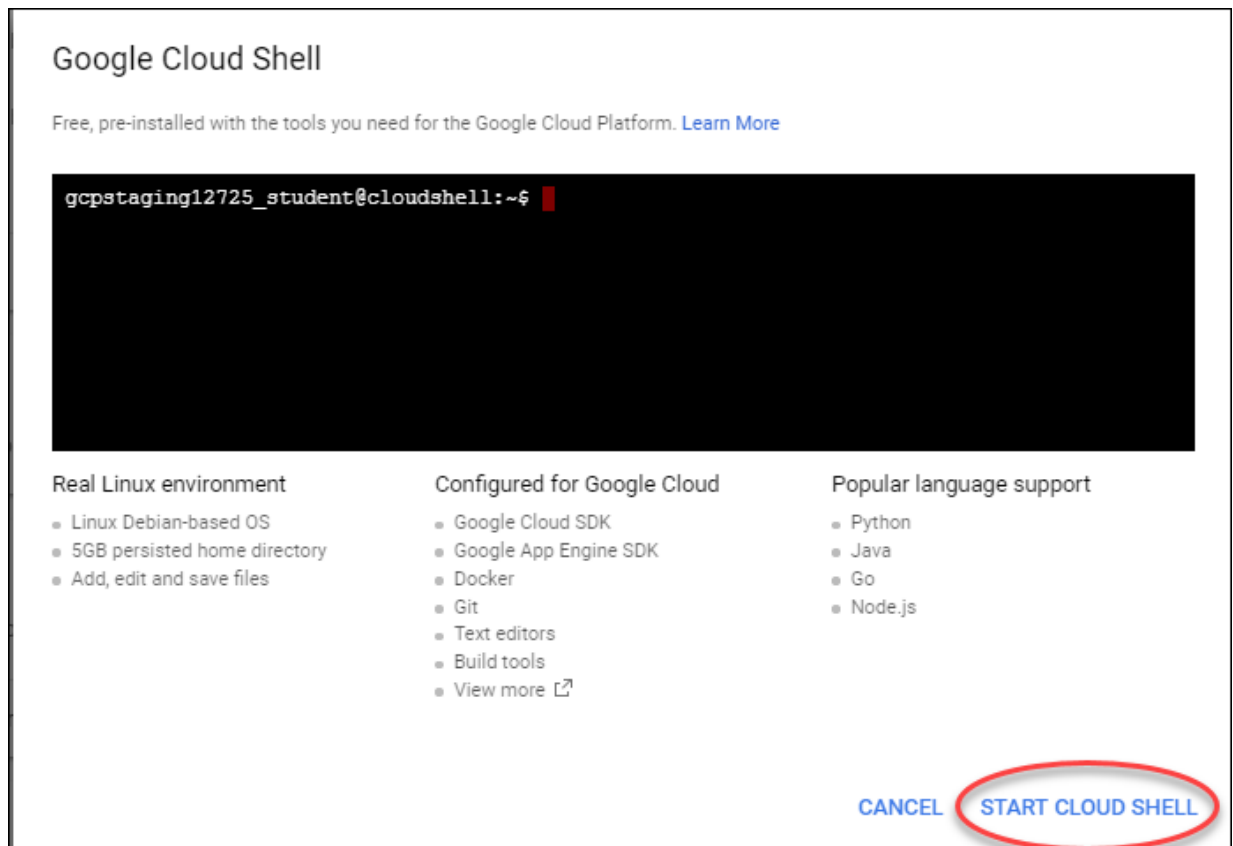 Google Cloud Shell
Free, pre-installed with the tools you need for the Google Cloud Platform. Learn More
gcpstaging12725_student@cloudshell:~$
Real Linux environment
Linux Debian-based OS
5GB persisted home directory
Add, edit and save files
Configured for Google Cloud
Google Cloud SDK
Google App Engine SDK
Docker
Git
Text editors
Build tools
View more
Popular language support
Python
Java
Go
Node.js
CANCEL START CLOUD SHELL